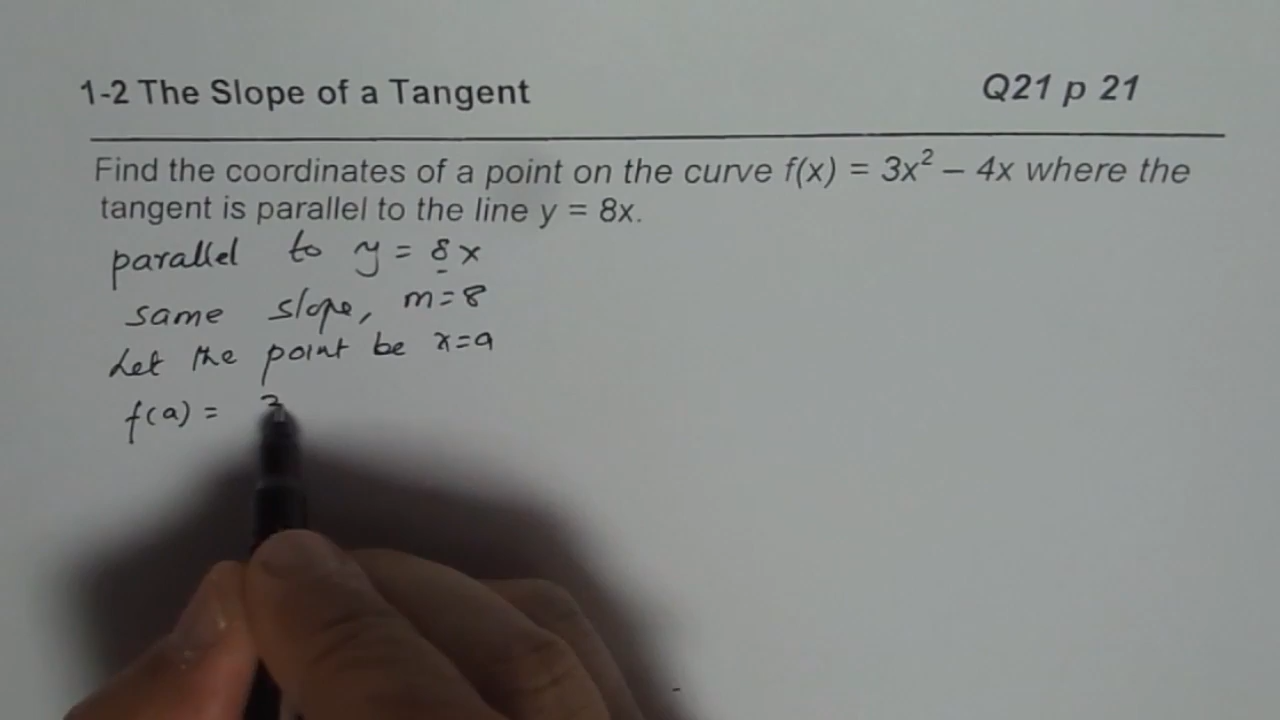 1-2 The Slope of a Tangent Q21 p 21
Find the coordinates of a point on the curve f(x) = 3x² – 4x where the
tangent is parallel to the line y = 8x.
parallel to y = 8x
same slope, m=8
Let the point be x=a
f(a) = 3